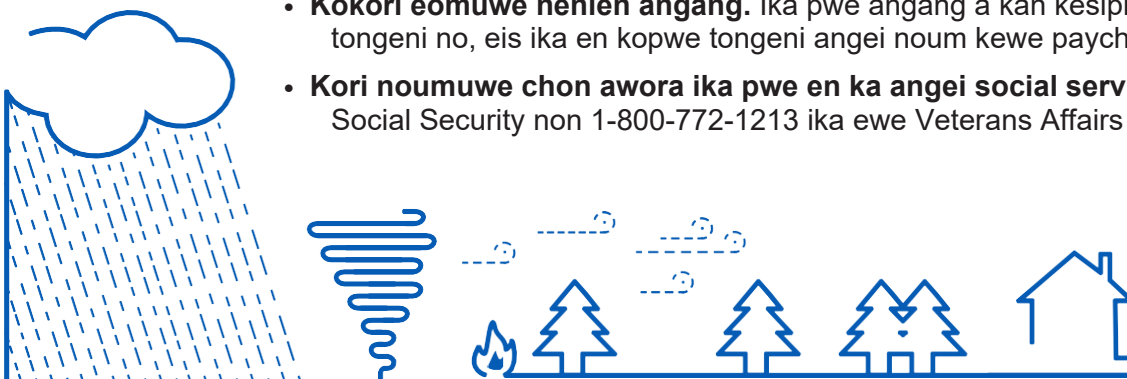 • Kokori eomuwe nenien angang. Ika pwe angang a kan kesip
tongeni no, eis ika en kopwe tongeni angei noum kewe paych
• Kori noumuwe chon awora ika pwe en ka angei social serv
Social Security non 1-800-772-1213 ika ewe Veterans Affairs